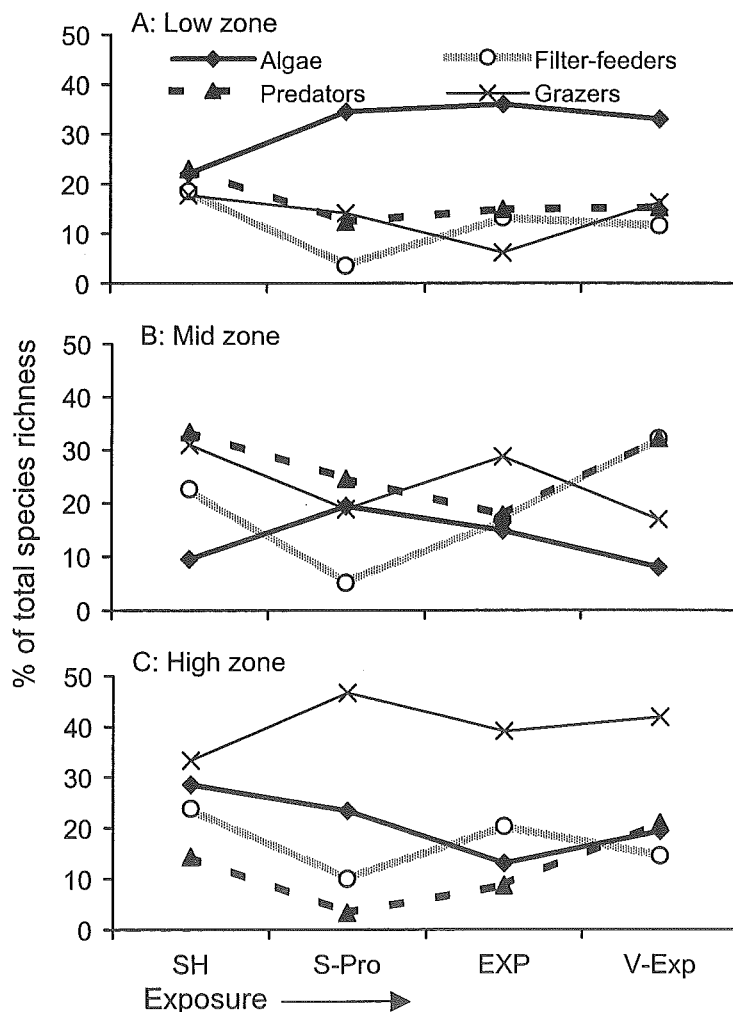 A: Low zone
50
40
30
20
10
0
Algae
Filter-feeders
Predators
Grazers
B: Mid zone
50
40
30
20
10
0
% of total species richness
C: High zone
50
40
30
20
10
0
SH S-Pro EXP V-Exp
Exposure